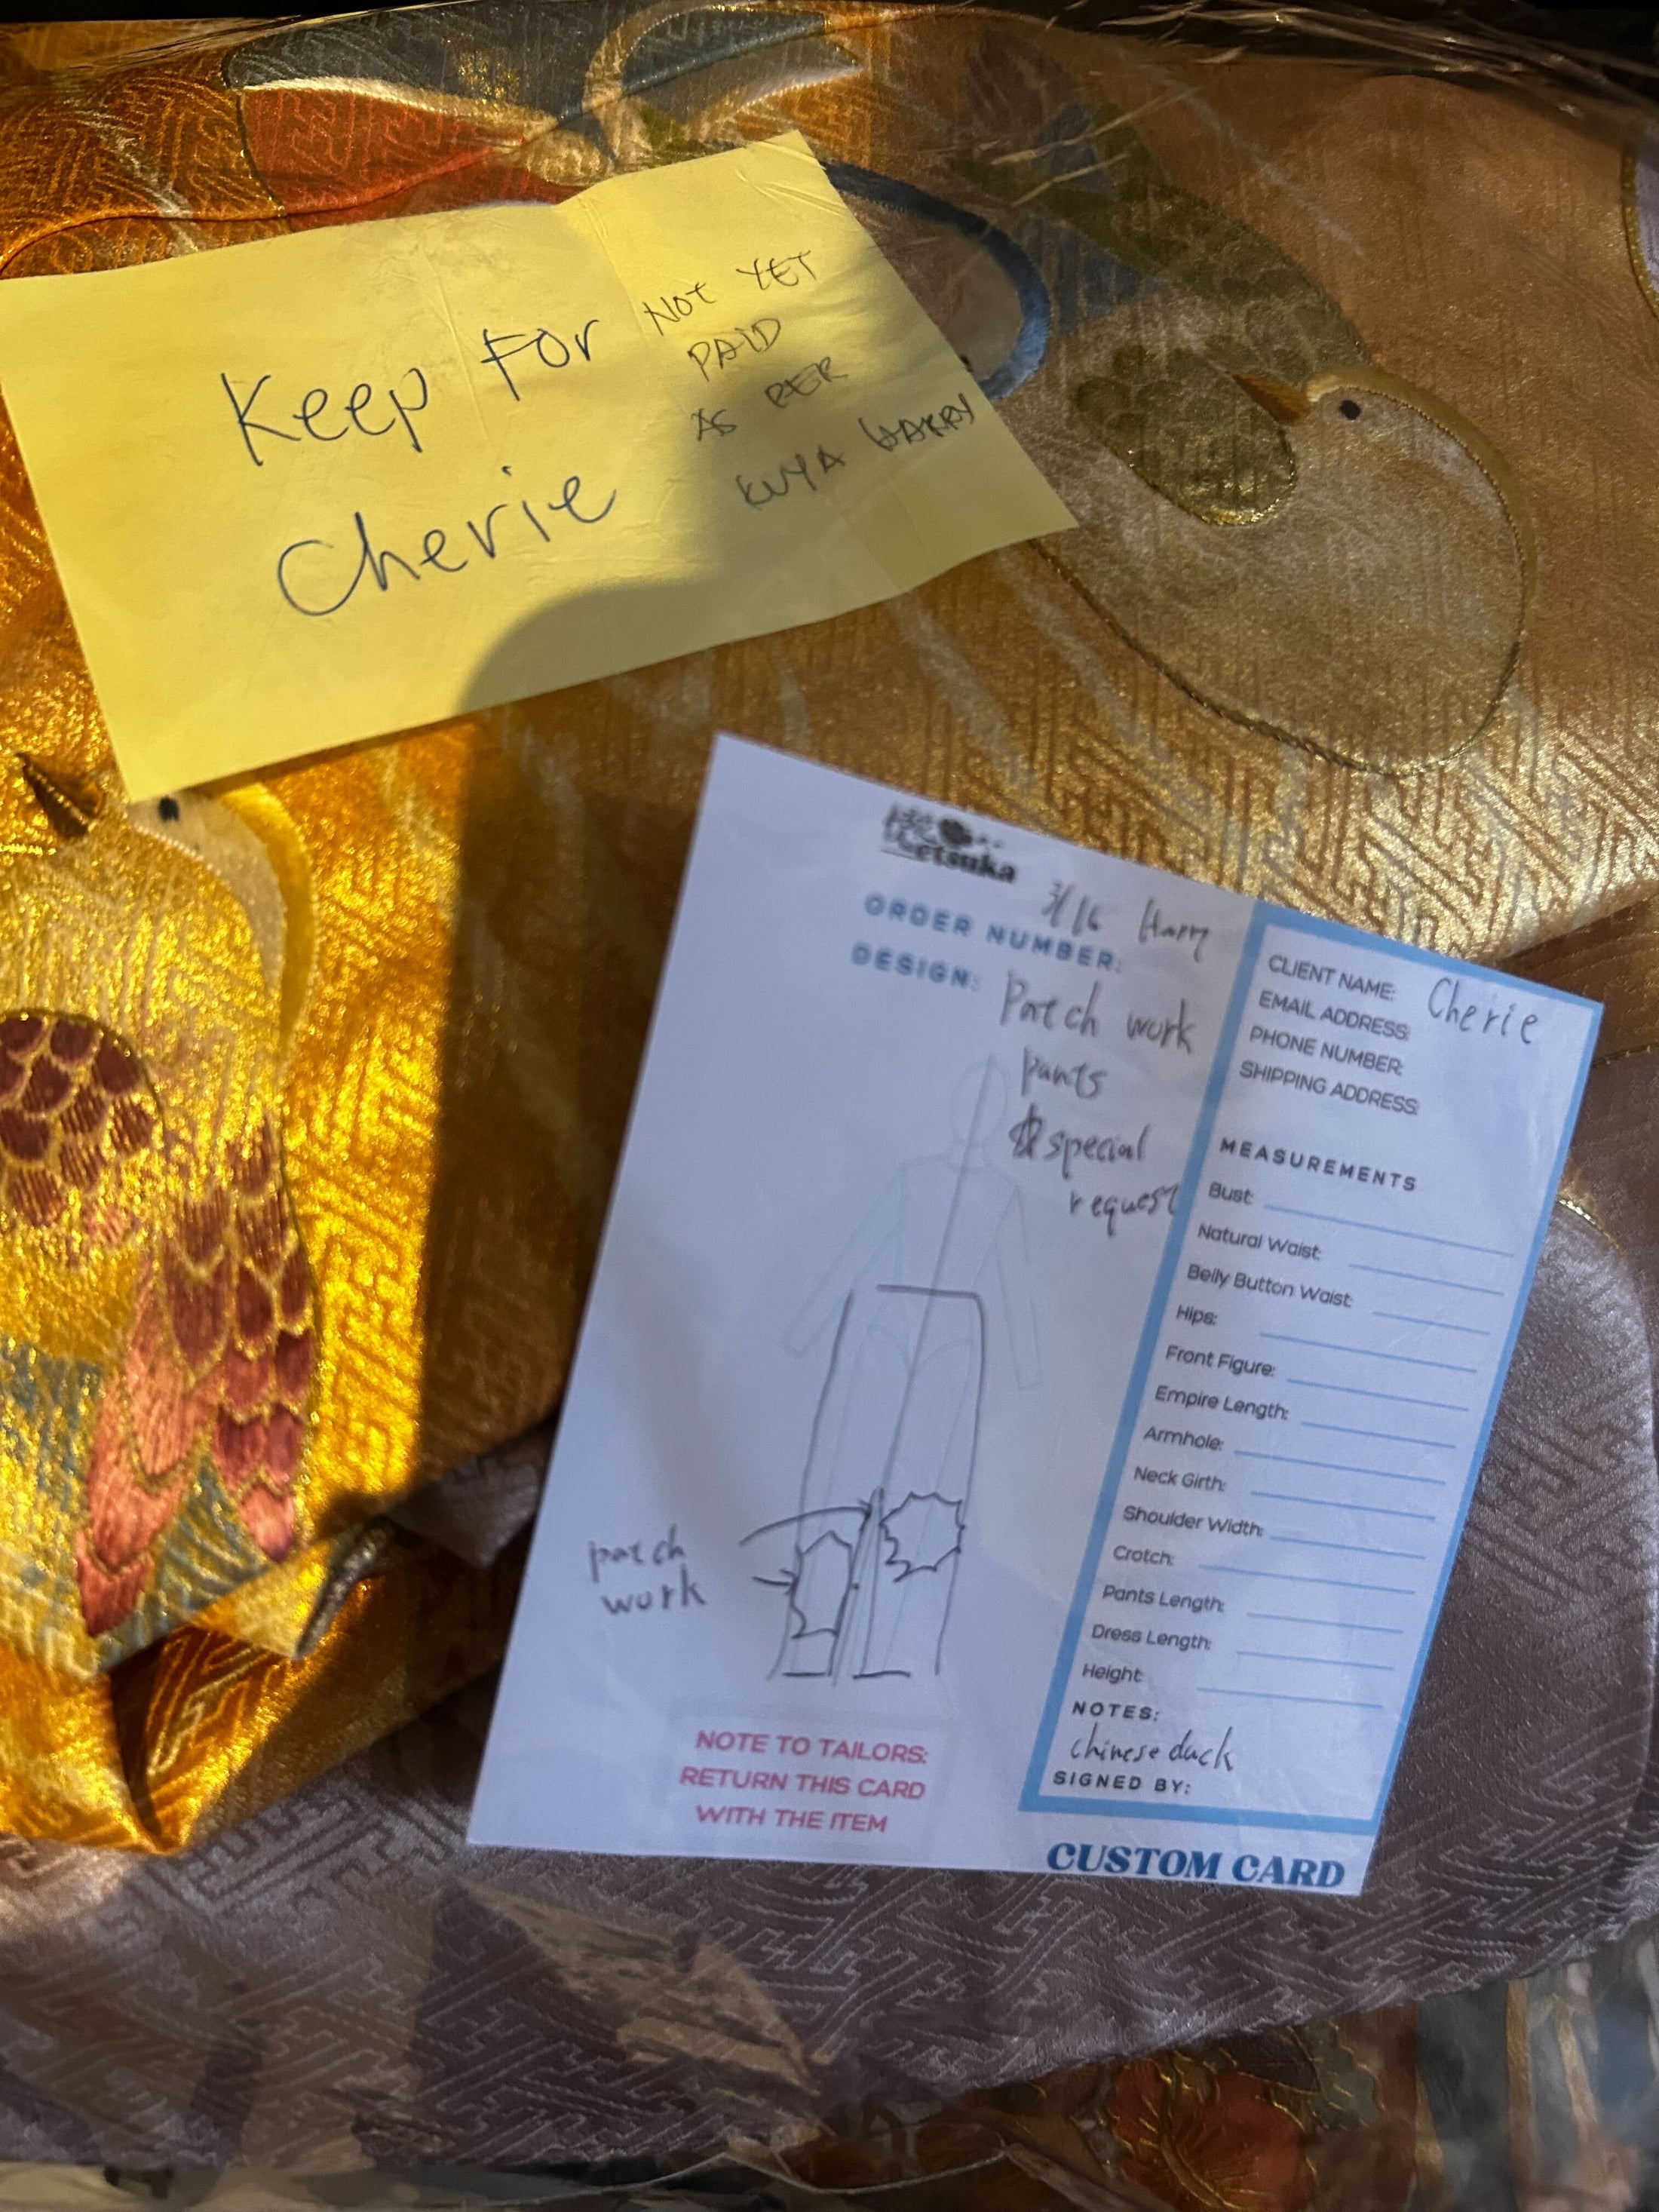 Keep For
Cherie
NOT YET
PAID
AS PER
KUYA HARRY
etsuka
3/16 Harry
ORDER NUMBER:
DESIGN: Patch work
pants
& special
request
patch
work
NOTE TO TAILORS:
RETURN THIS CARD
WITH THE ITEM
CLIENT NAME: Cherie
EMAIL ADDRESS:
PHONE NUMBER:
SHIPPING ADDRESS:
MEASUREMENTS
Bust:
Natural Waist:
Belly Button Waist:
Hips:
Front Figure:
Empire Length:
Armhole:
Neck Girth:
Shoulder Width:
Crotch:
Pants Length:
Dress Length:
Height:
NOTES:
chinese duck
SIGNED BY:
CUSTOM CARD